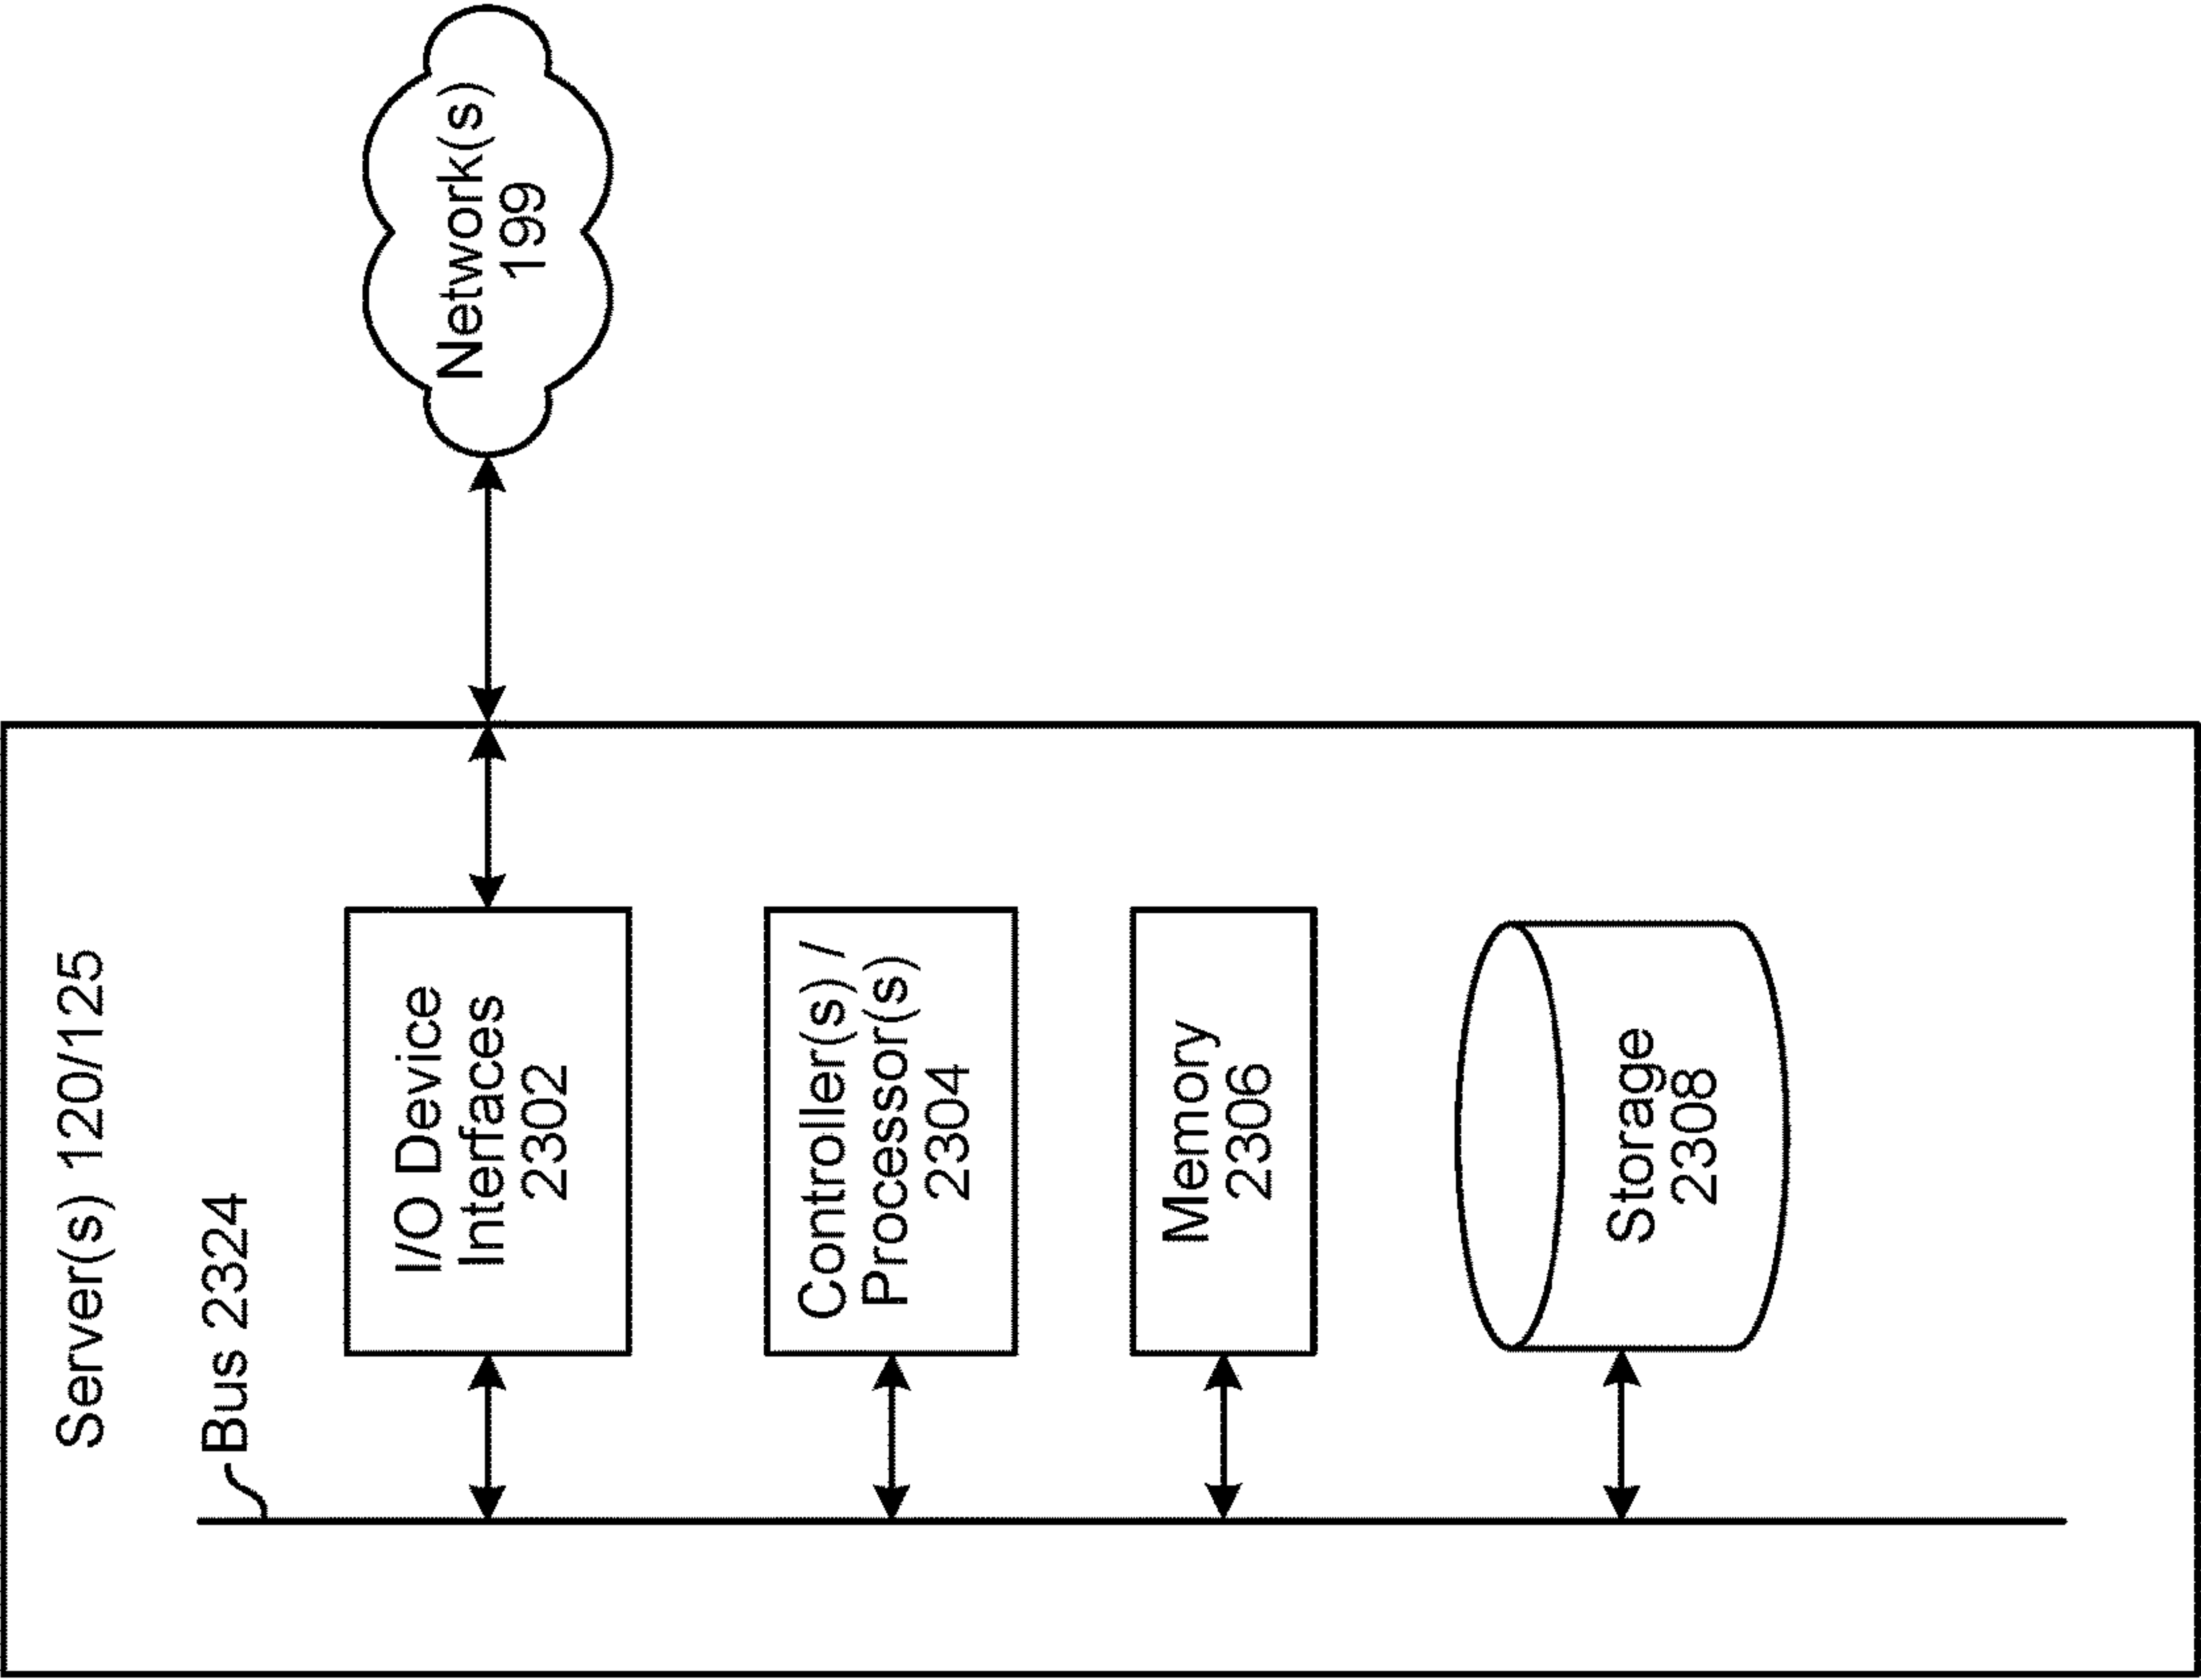 Server(s) 120/125
Bus 2324
I/O Device
Interfaces
2302
Network(s)
199
Controller(s) /
Processor(s)
2304
Memory
2306
Storage
2308